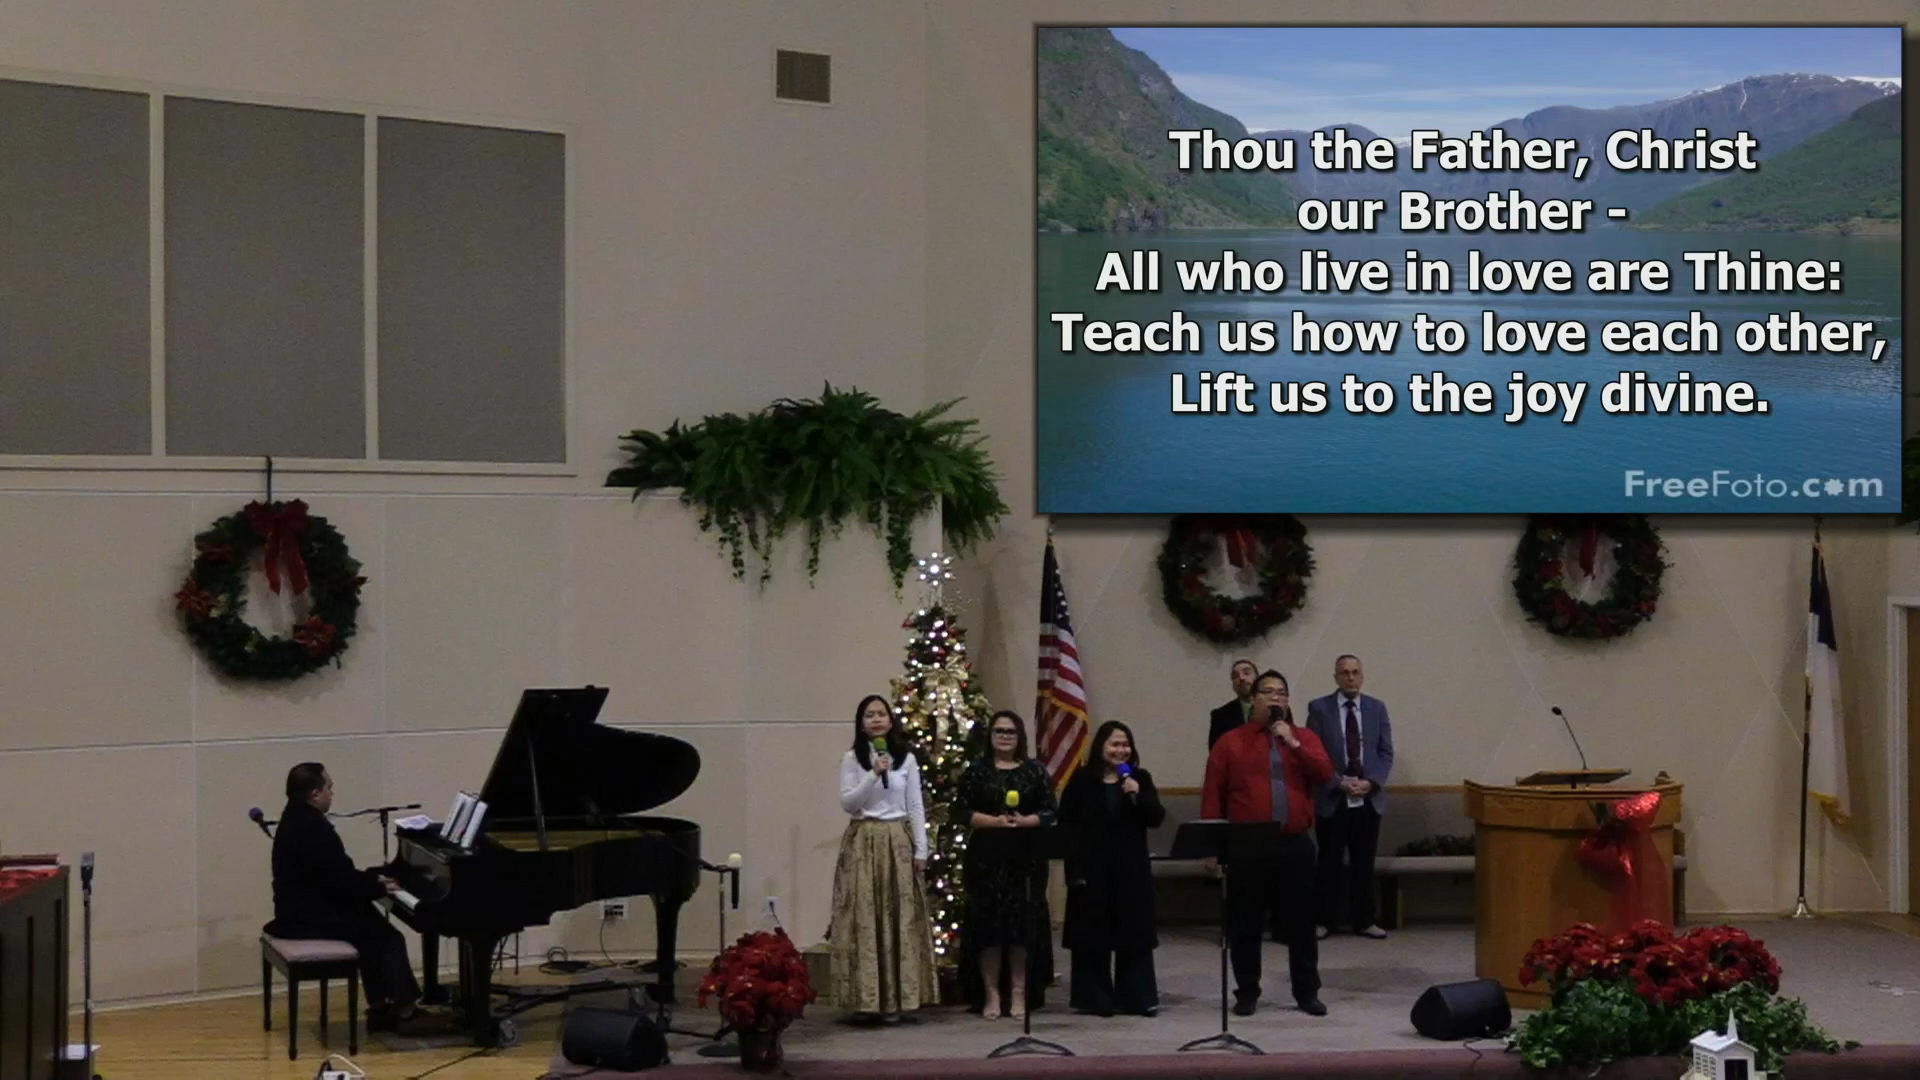 Thou the Father, Christ
our Brother -
All who live in love are Thine:
Teach us how to love each other,
Lift us to the joy divine.
FreeFoto.com